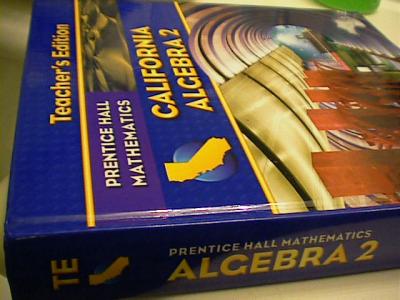 Teacher's Edition
PRENTICE HALL
MATHEMATICS
CALIFORNIA
ALGEBRA 2
TE
PRENTICE HALL MATHEMATICS
ALGEBRA 2